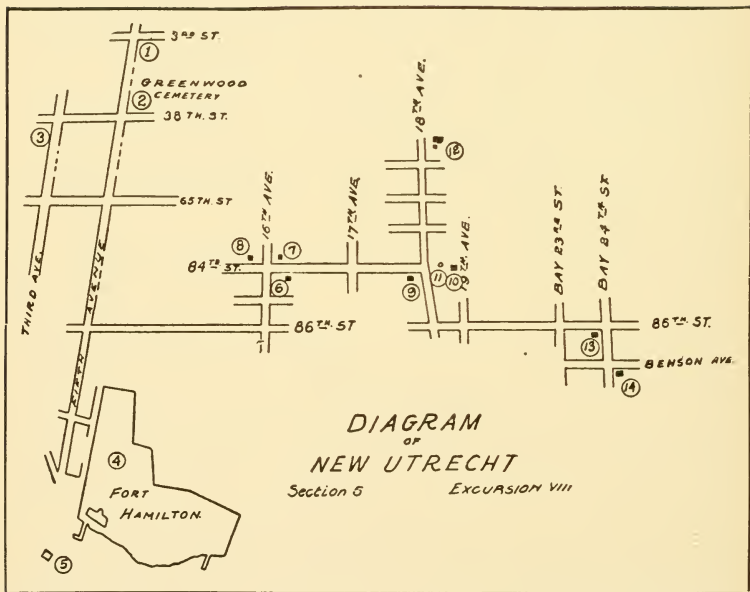 3RD ST.
①
GREENWOOD
CEMETERY
②
38TH. ST.
③
18TH AVE.
⑫
65TH. ST
16TH AVE.
17TH AVE.
19TH AVE.
BAY 23RD ST.
BAY 24TH ST
⑧
⑦
84TH ST.
⑥
⑨
⑪
⑩
THIRD AVE.
FIFTH AVENUE
86TH. ST
86TH. ST.
⑬
BENSON AVE.
⑭
DIAGRAM
OF
NEW UTRECHT
Section 5 EXCURSION VIII
④
FORT
HAMILTON.
⑤